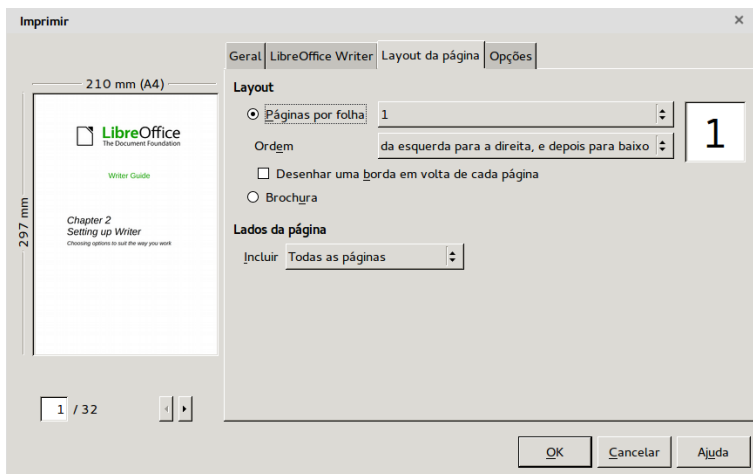 Imprimir
Geral LibreOffice Writer Layout da página Opções
210 mm (A4)
297 mm
LibreOffice
The Document Foundation
Writer Guide
Chapter 2
Setting up Writer
Choosing options to suit the way you work
1 / 32
Layout
Páginas por folha 1
Ordem da esquerda para a direita, e depois para baixo
1
Desenhar uma borda em volta de cada página
Brochura
Lados da página
Incluir Todas as páginas
OK Cancelar Ajuda